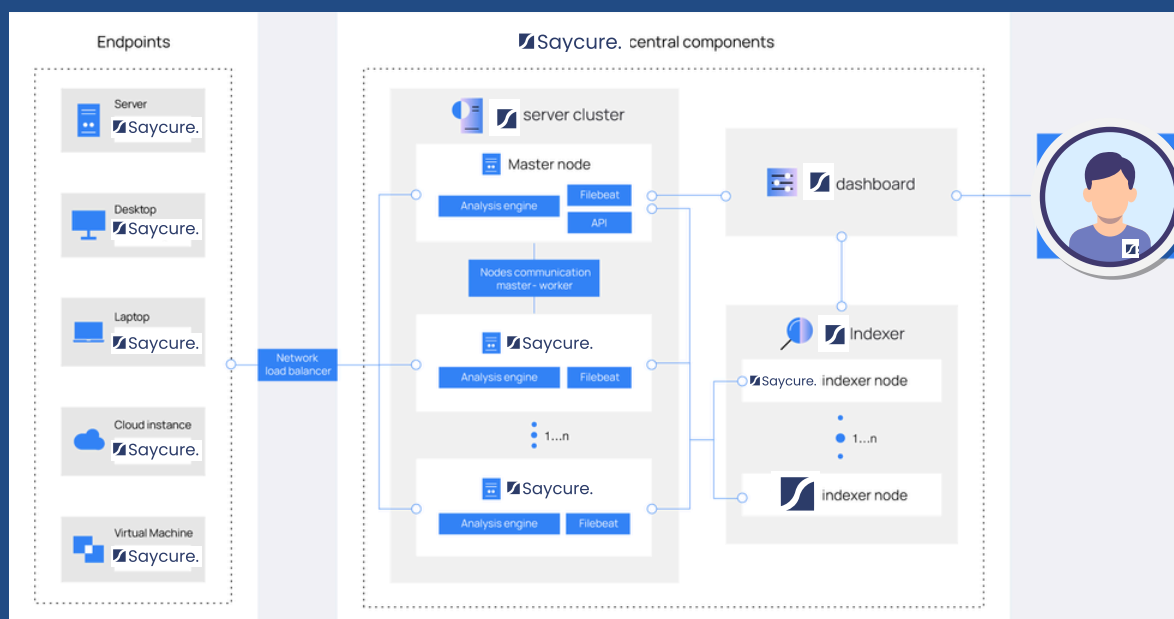 Endpoints
Server
Saycure.
Desktop
Saycure.
Laptop
Saycure.
Cloud instance
Saycure.
Virtual Machine
Saycure.
Network
load balancer
Saycure. central components
server cluster
Master node
Analysis engine
Filebeat
API
Nodes communication
master- worker
Saycure.
Analysis engine
Filebeat
1...n
Saycure.
Analysis engine
Filebeat
dashboard
Indexer
Saycure. indexer node
1...n
indexer node